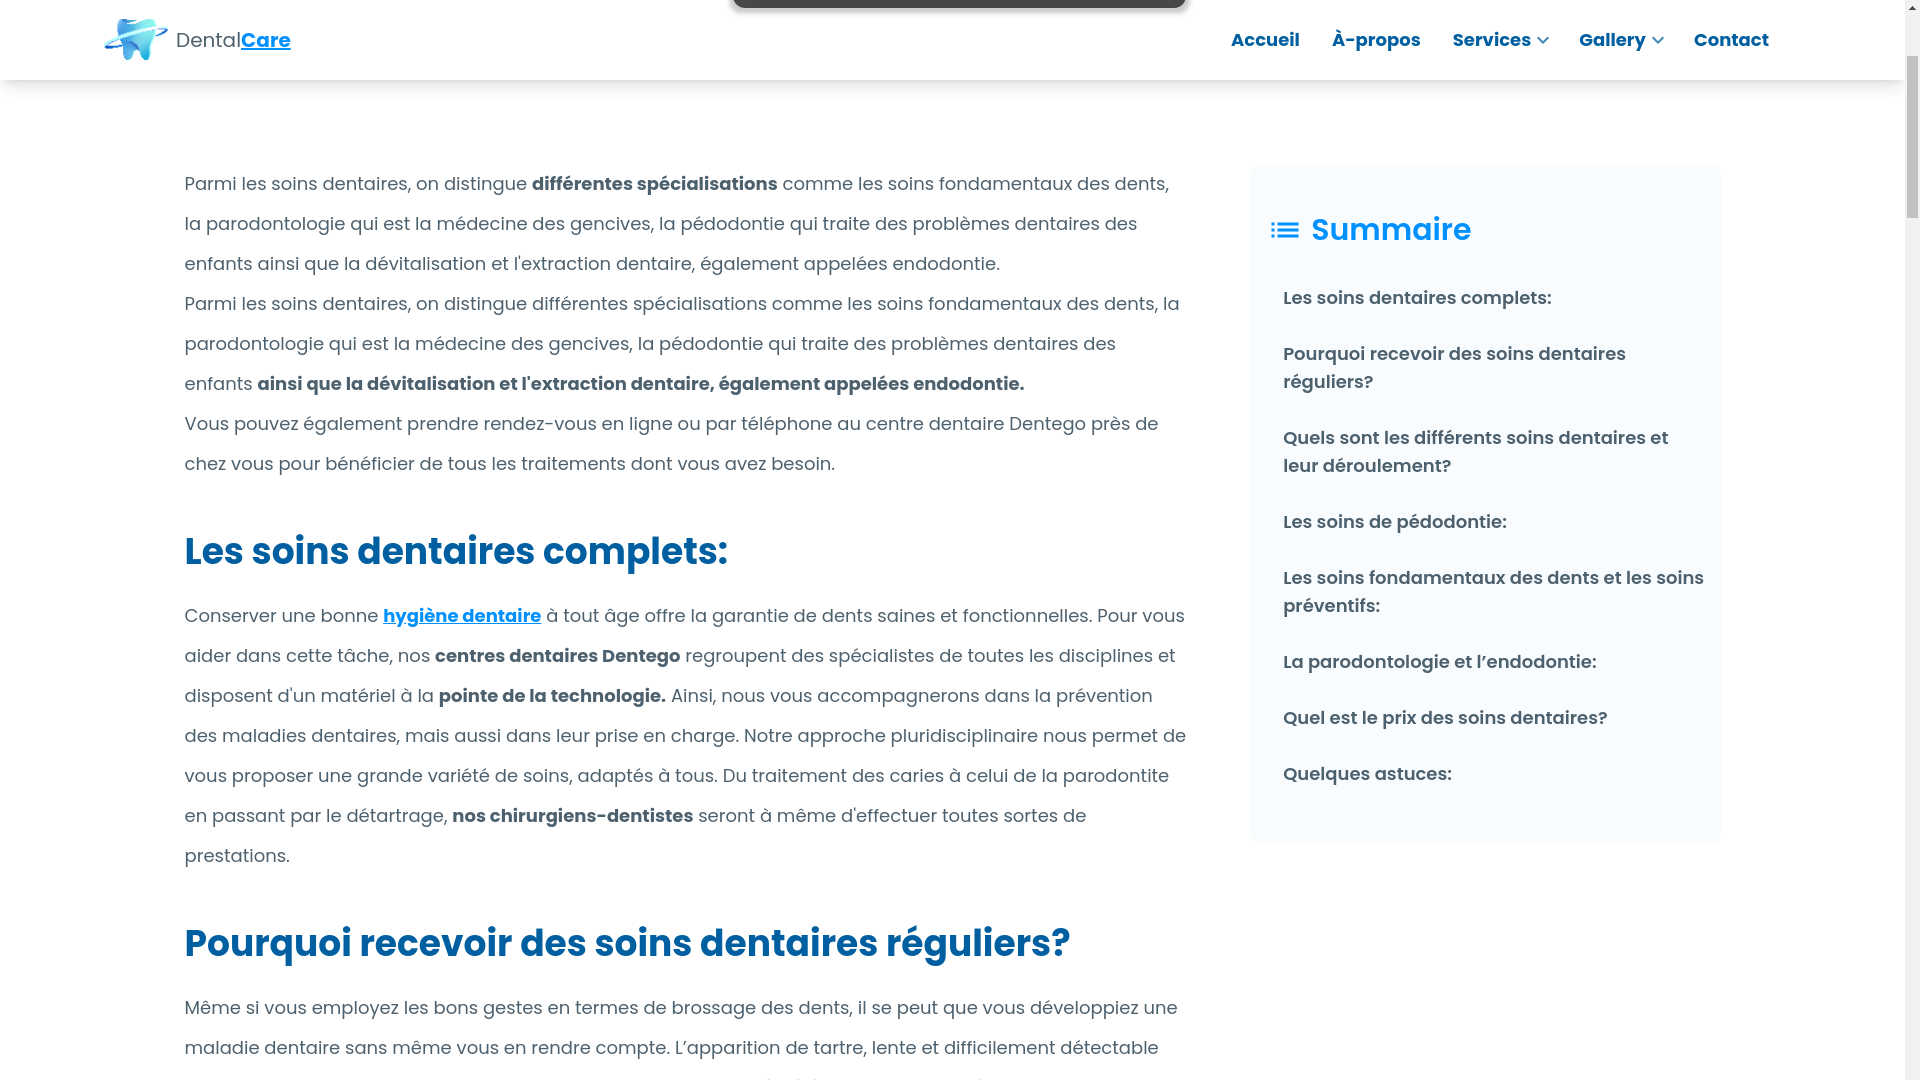 DentalCare
Accueil
À-propos
Services
Gallery
Contact
Parmi les soins dentaires, on distingue différentes spécialisations comme les soins fondamentaux des dents,
la parodontologie qui est la médecine des gencives, la pédodontie qui traite des problèmes dentaires des
enfants ainsi que la dévitalisation et l'extraction dentaire, également appelées endodontie.
Parmi les soins dentaires, on distingue différentes spécialisations comme les soins fondamentaux des dents, la
parodontologie qui est la médecine des gencives, la pédodontie qui traite des problèmes dentaires des
enfants ainsi que la dévitalisation et l'extraction dentaire, également appelées endodontie.
Vous pouvez également prendre rendez-vous en ligne ou par téléphone au centre dentaire Dentego près de
chez vous pour bénéficier de tous les traitements dont vous avez besoin.
Les soins dentaires complets:
Conserver une bonne hygiène dentaire à tout âge offre la garantie de dents saines et fonctionnelles. Pour vous
aider dans cette tâche, nos centres dentaires Dentego regroupent des spécialistes de toutes les disciplines et
disposent d'un matériel à la pointe de la technologie. Ainsi, nous vous accompagnerons dans la prévention
des maladies dentaires, mais aussi dans leur prise en charge. Notre approche pluridisciplinaire nous permet de
vous proposer une grande variété de soins, adaptés à tous. Du traitement des caries à celui de la parodontite
en passant par le détartrage, nos chirurgiens-dentistes seront à même d'effectuer toutes sortes de
prestations.
Pourquoi recevoir des soins dentaires réguliers?
Même si vous employez les bons gestes en termes de brossage des dents, il se peut que vous développiez une
maladie dentaire sans même vous en rendre compte. L’apparition de tartre, lente et difficilement détectable
Summaire
Les soins dentaires complets:
Pourquoi recevoir des soins dentaires
réguliers?
Quels sont les différents soins dentaires et
leur déroulement?
Les soins de pédodontie:
Les soins fondamentaux des dents et les soins
préventifs:
La parodontologie et l’endodontie:
Quel est le prix des soins dentaires?
Quelques astuces: